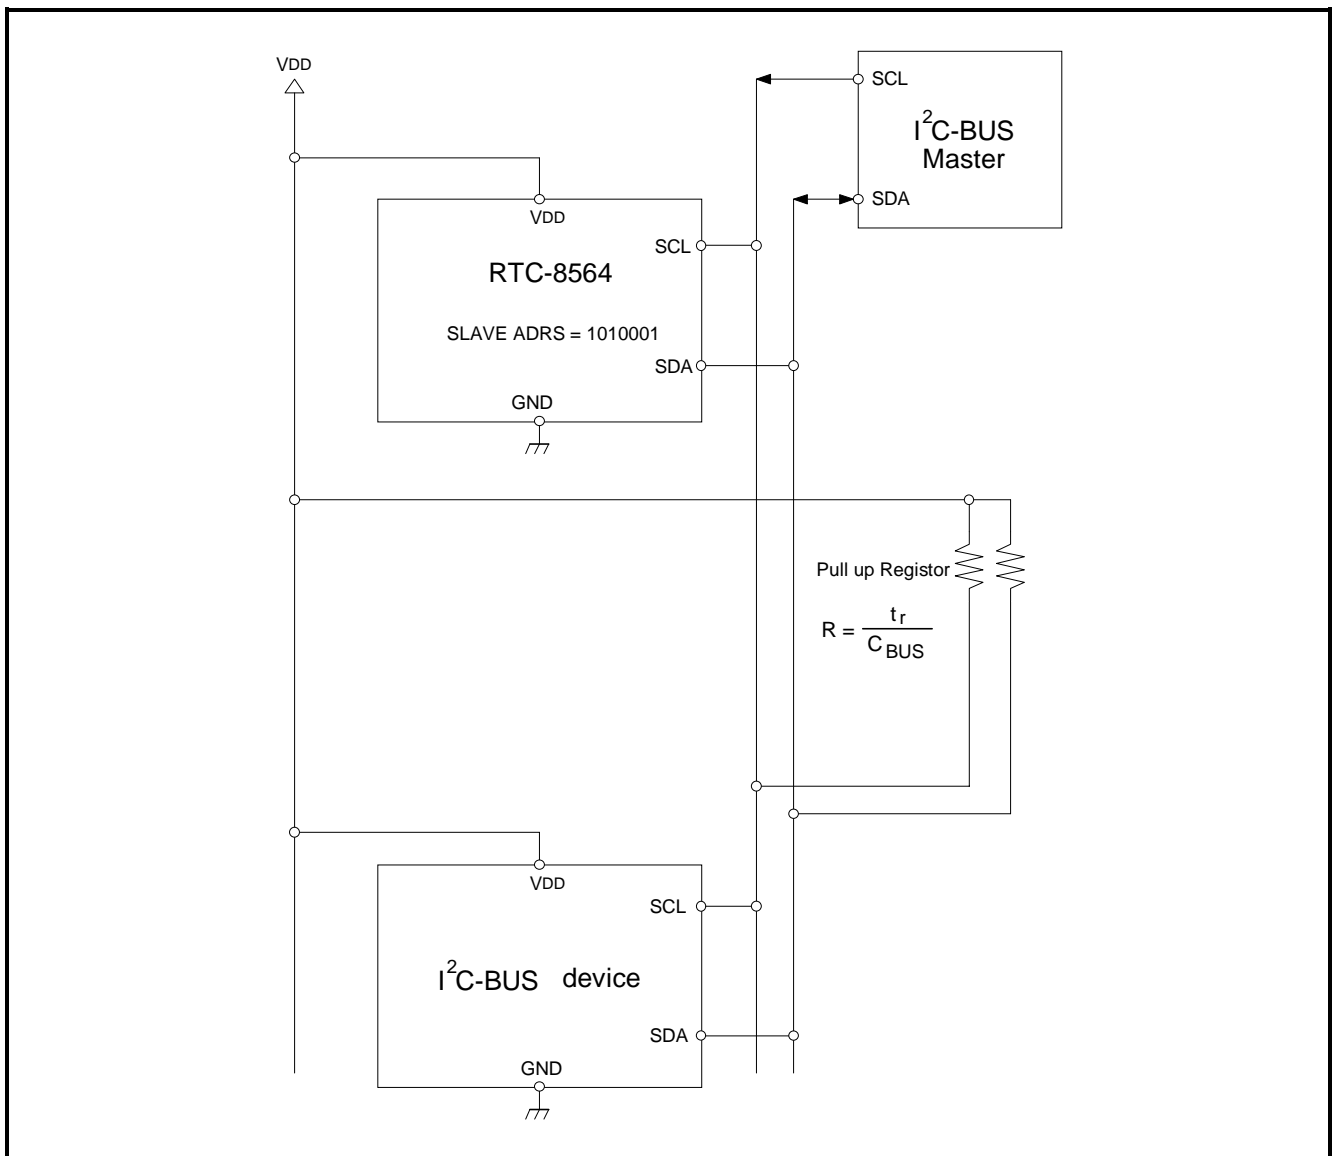 VDD
SCL
I²C-BUS
Master
SDA
VDD
SCL
RTC-8564
SLAVE ADRS = 1010001
SDA
GND
Pull up Registor
R = tr / CBUS
VDD
SCL
I²C-BUS device
SDA
GND